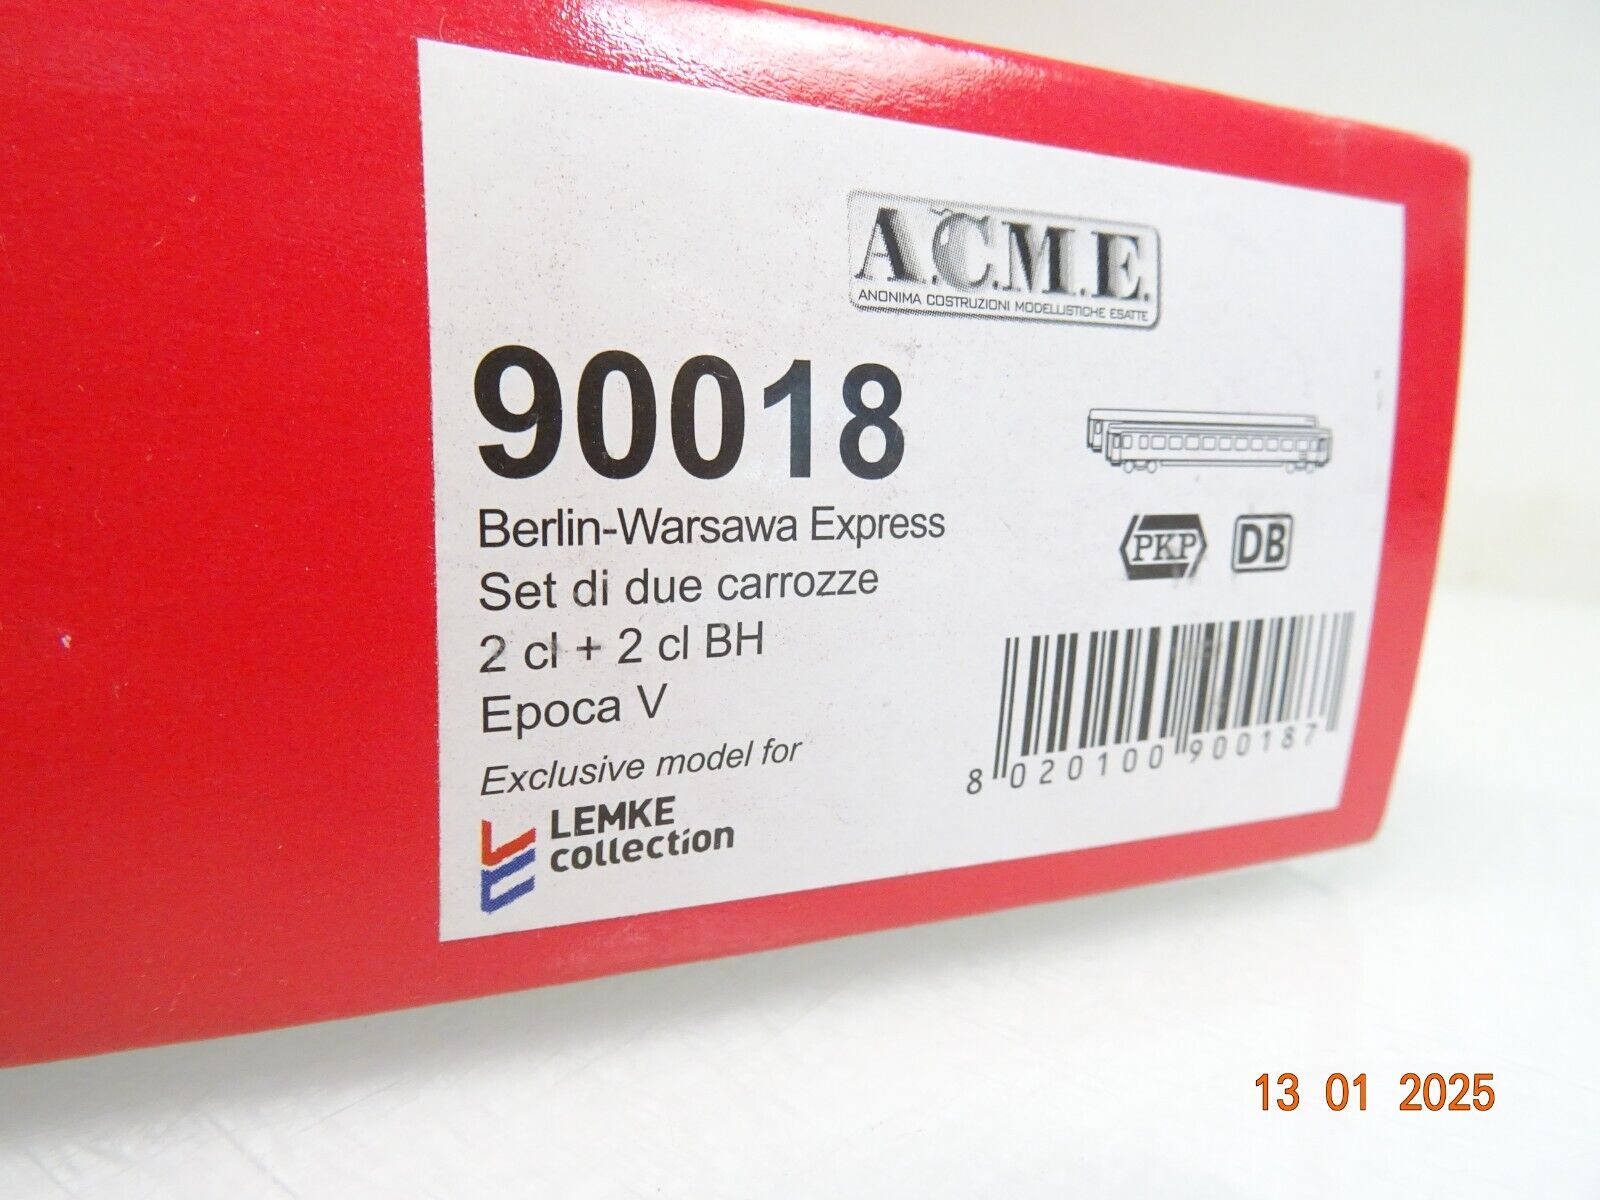 A.C.M.E.
ANONIMA COSTRUZIONI MODELLISTICHE ESATTE
90018
Berlin-Warsawa Express
Set di due carrozze
2 cl + 2 cl BH
Epoca V
Exclusive model for
LEMKE
collection
PKP DB
8 020100 900187
13 01 2025